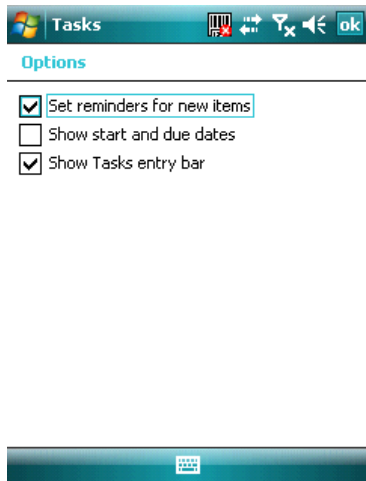 Tasks
ok
Options
Set reminders for new items
Show start and due dates
Show Tasks entry bar